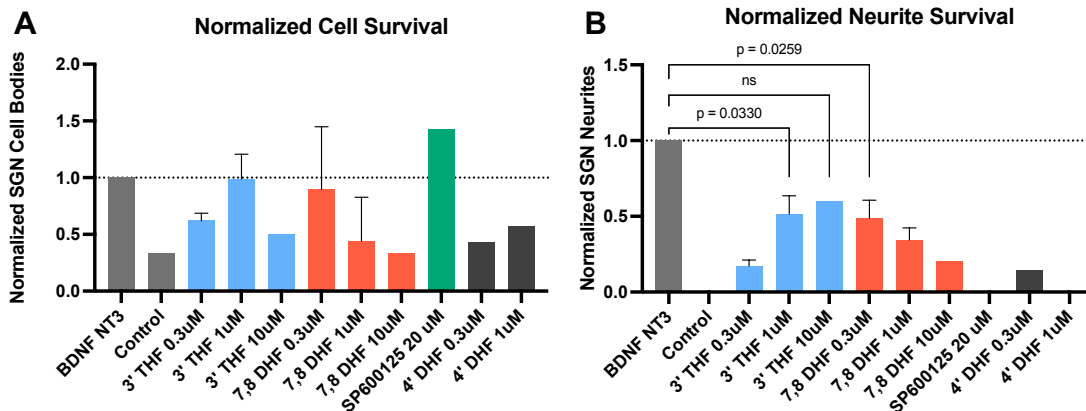 A
Normalized Cell Survival
Normalized SGN Cell Bodies
2.0
1.5
1.0
0.5
0.0
BDNF NT3
Control
3' THF 0.3uM
3' THF 1uM
3' THF 10uM
7,8 DHF 0.3uM
7,8 DHF 1uM
7,8 DHF 10uM
SP600125 20 uM
4' DHF 0.3uM
4' DHF 1uM
B
Normalized Neurite Survival
Normalized SGN Neurites
1.5
1.0
0.5
0.0
p = 0.0259
ns
p = 0.0330
BDNF NT3
Control
3' THF 0.3uM
3' THF 1uM
3' THF 10uM
7,8 DHF 0.3uM
7,8 DHF 1uM
7,8 DHF 10uM
SP600125 20 uM
4' DHF 0.3uM
4' DHF 1uM